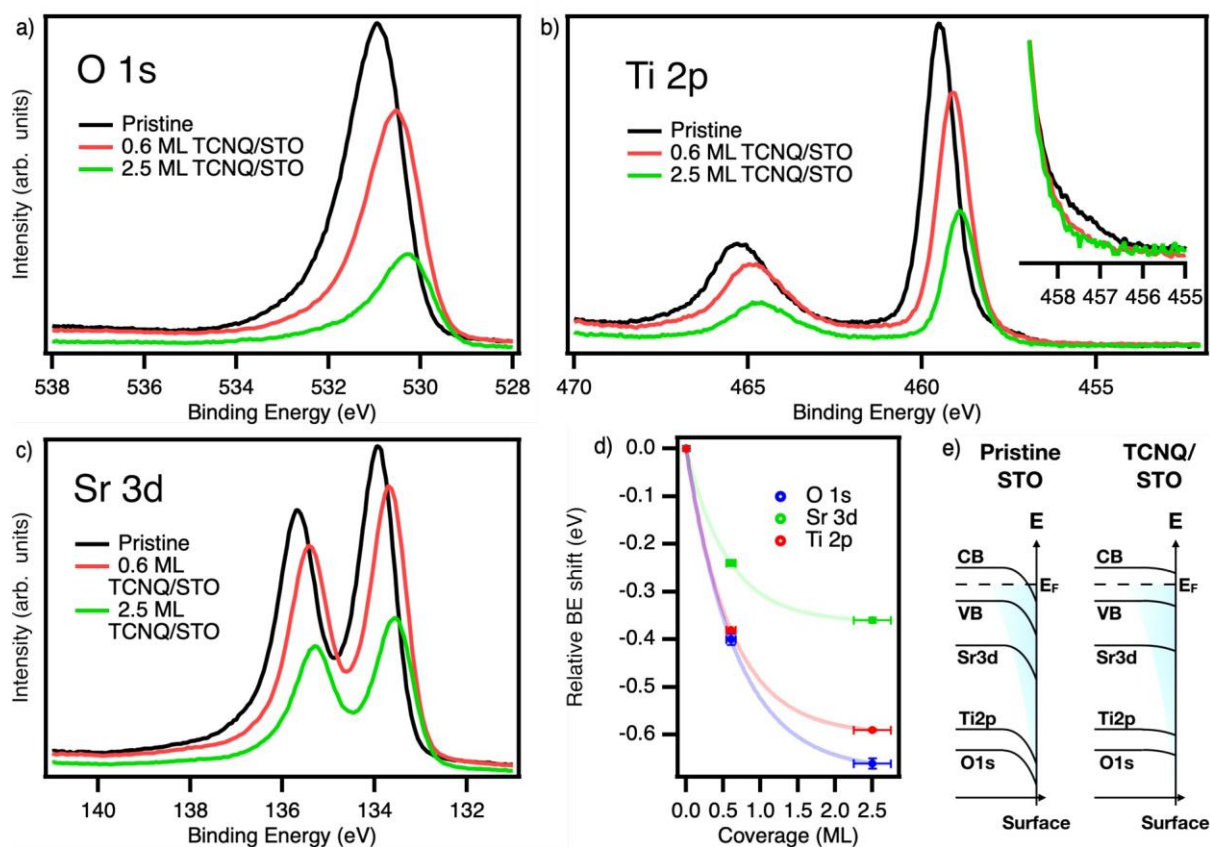 a)
O 1s
Pristine
0.6 ML TCNQ/STO
2.5 ML TCNQ/STO
Intensity (arb. units)
538 536 534 532 530 528
Binding Energy (eV)
b)
Ti 2p
Pristine
0.6 ML TCNQ/STO
2.5 ML TCNQ/STO
458 457 456 455
Intensity (arb. units)
470 465 460 455
Binding Energy (eV)
c)
Sr 3d
Pristine
0.6 ML
TCNQ/STO
2.5 ML
TCNQ/STO
Intensity (arb. units)
140 138 136 134 132
Binding Energy (eV)
d)
0.0
-0.1
-0.2
-0.3
-0.4
-0.5
-0.6
Relative BE shift (eV)
O 1s
Sr 3d
Ti 2p
0.0 0.5 1.0 1.5 2.0 2.5
Coverage (ML)
e)
Pristine
STO
E
CB
EF
VB
Sr3d
Ti2p
O1s
Surface
TCNQ/
STO
E
CB
EF
VB
Sr3d
Ti2p
O1s
Surface